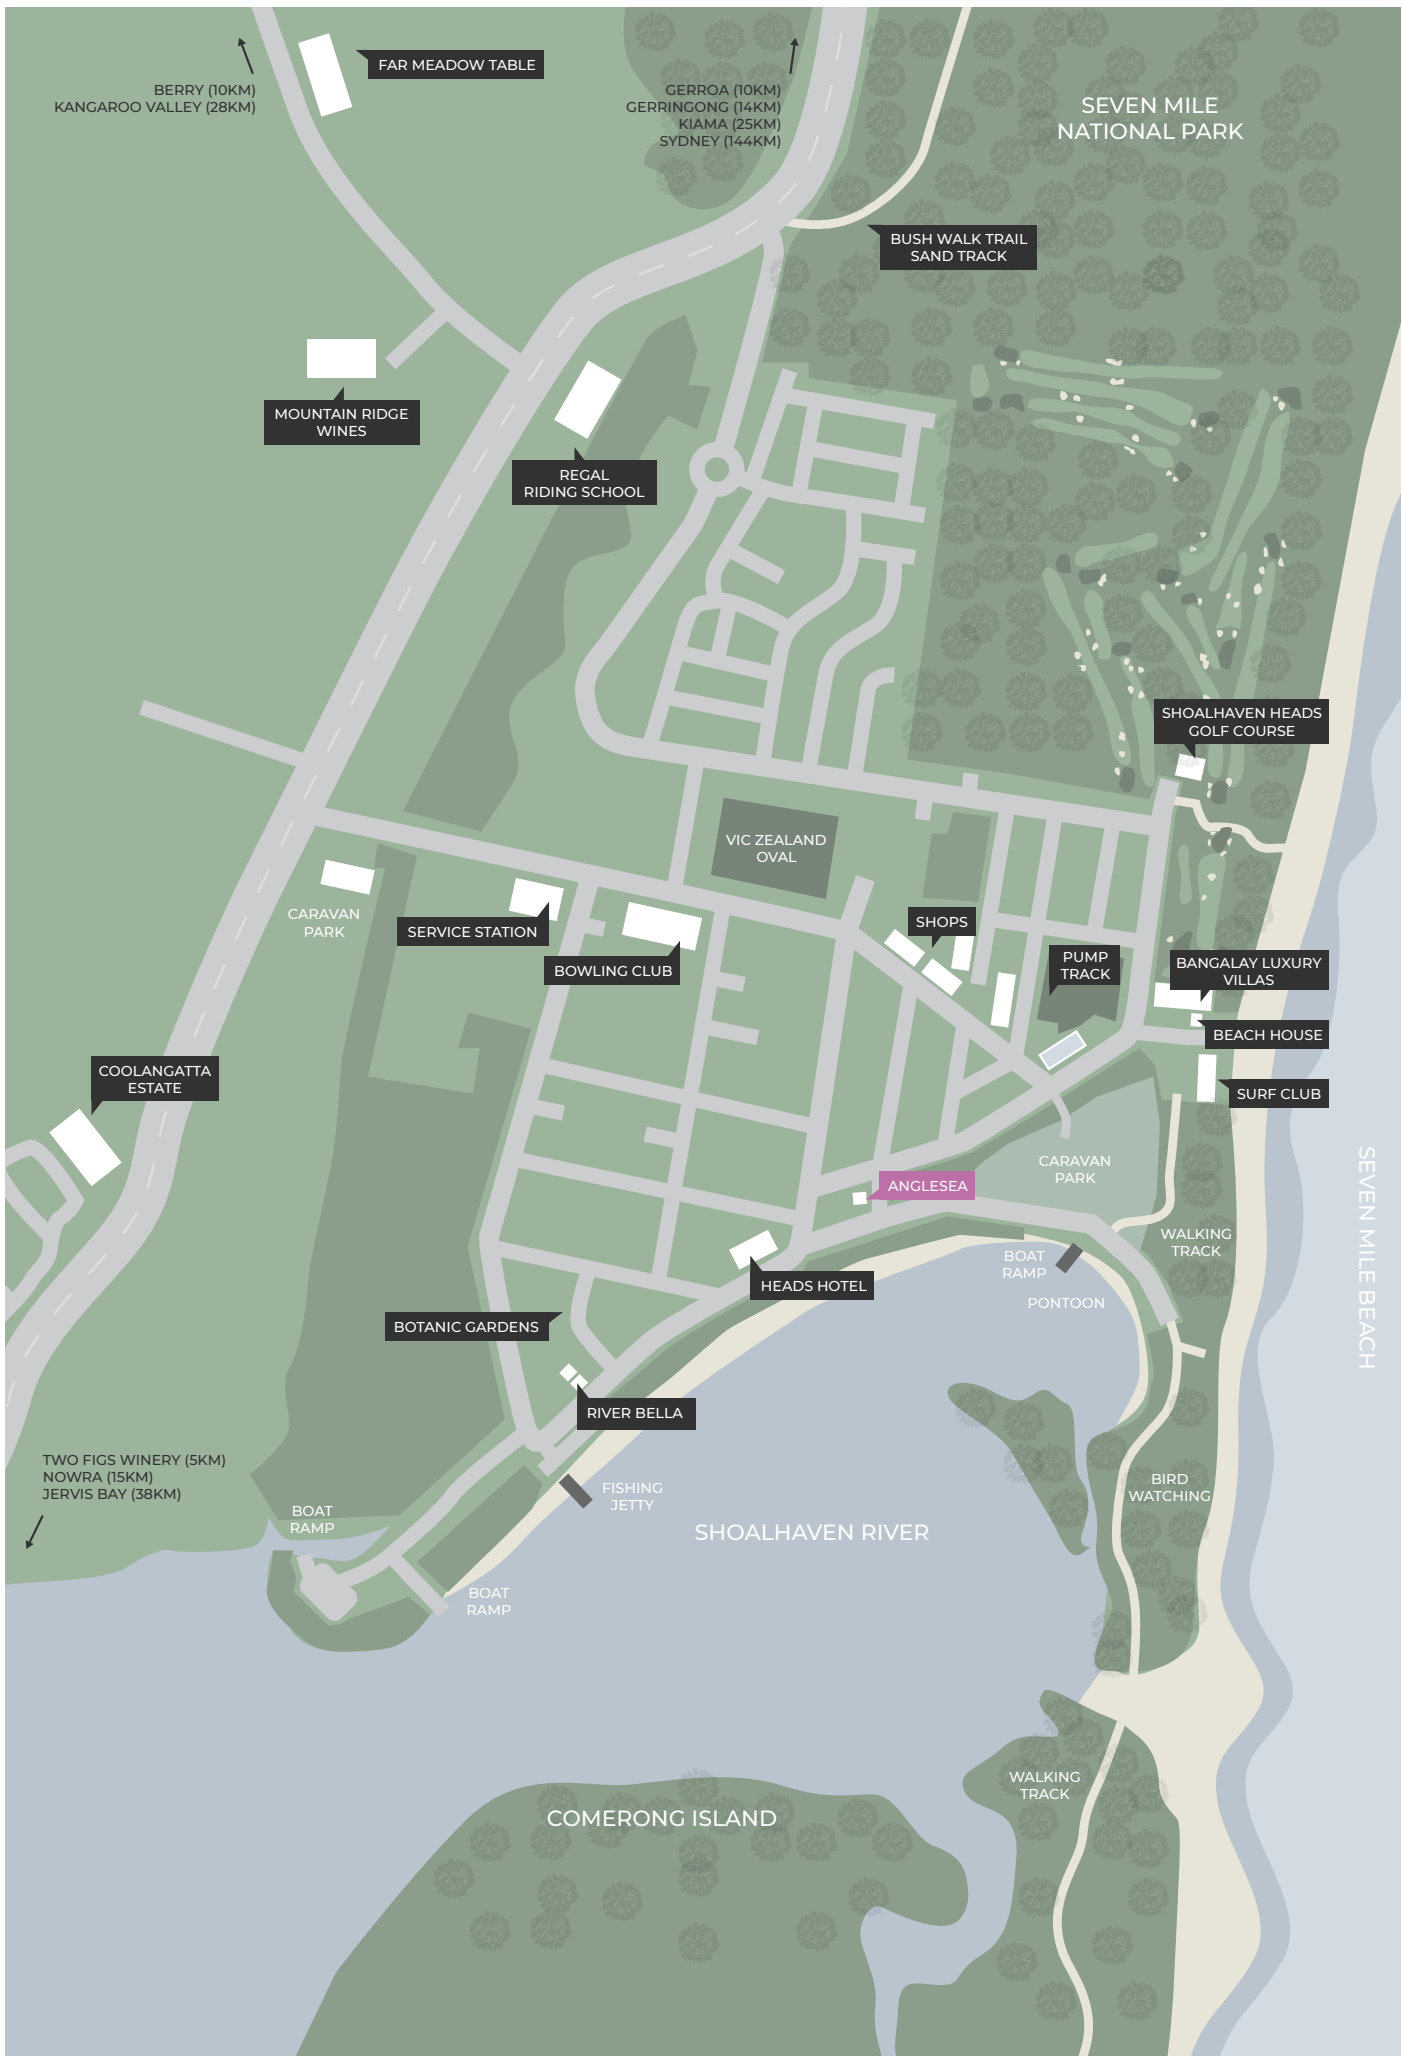 FAR MEADOW TABLE
BERRY (10KM)
KANGAROO VALLEY (28KM)
GERROA (10KM)
GERRINGONG (14KM)
KIAMA (25KM)
SYDNEY (144KM)
SEVEN MILE
NATIONAL PARK
BUSH WALK TRAIL
SAND TRACK
MOUNTAIN RIDGE
WINES
REGAL
RIDING SCHOOL
SHOALHAVEN HEADS
GOLF COURSE
VIC ZEALAND
OVAL
CARAVAN
PARK
SERVICE STATION
BOWLING CLUB
SHOPS
PUMP
TRACK
BANGALAY LUXURY
VILLAS
BEACH HOUSE
SURF CLUB
COOLANGATTA
ESTATE
CARAVAN
PARK
ANGLESEA
SEVEN MILE BEACH
WALKING
TRACK
BOAT
RAMP
PONTOON
HEADS HOTEL
BOTANIC GARDENS
RIVER BELLA
TWO FIGS WINERY (5KM)
NOWRA (15KM)
JERVIS BAY (38KM)
BOAT
RAMP
FISHING
JETTY
BIRD
WATCHING
SHOALHAVEN RIVER
BOAT
RAMP
WALKING
TRACK
COMERONG ISLAND